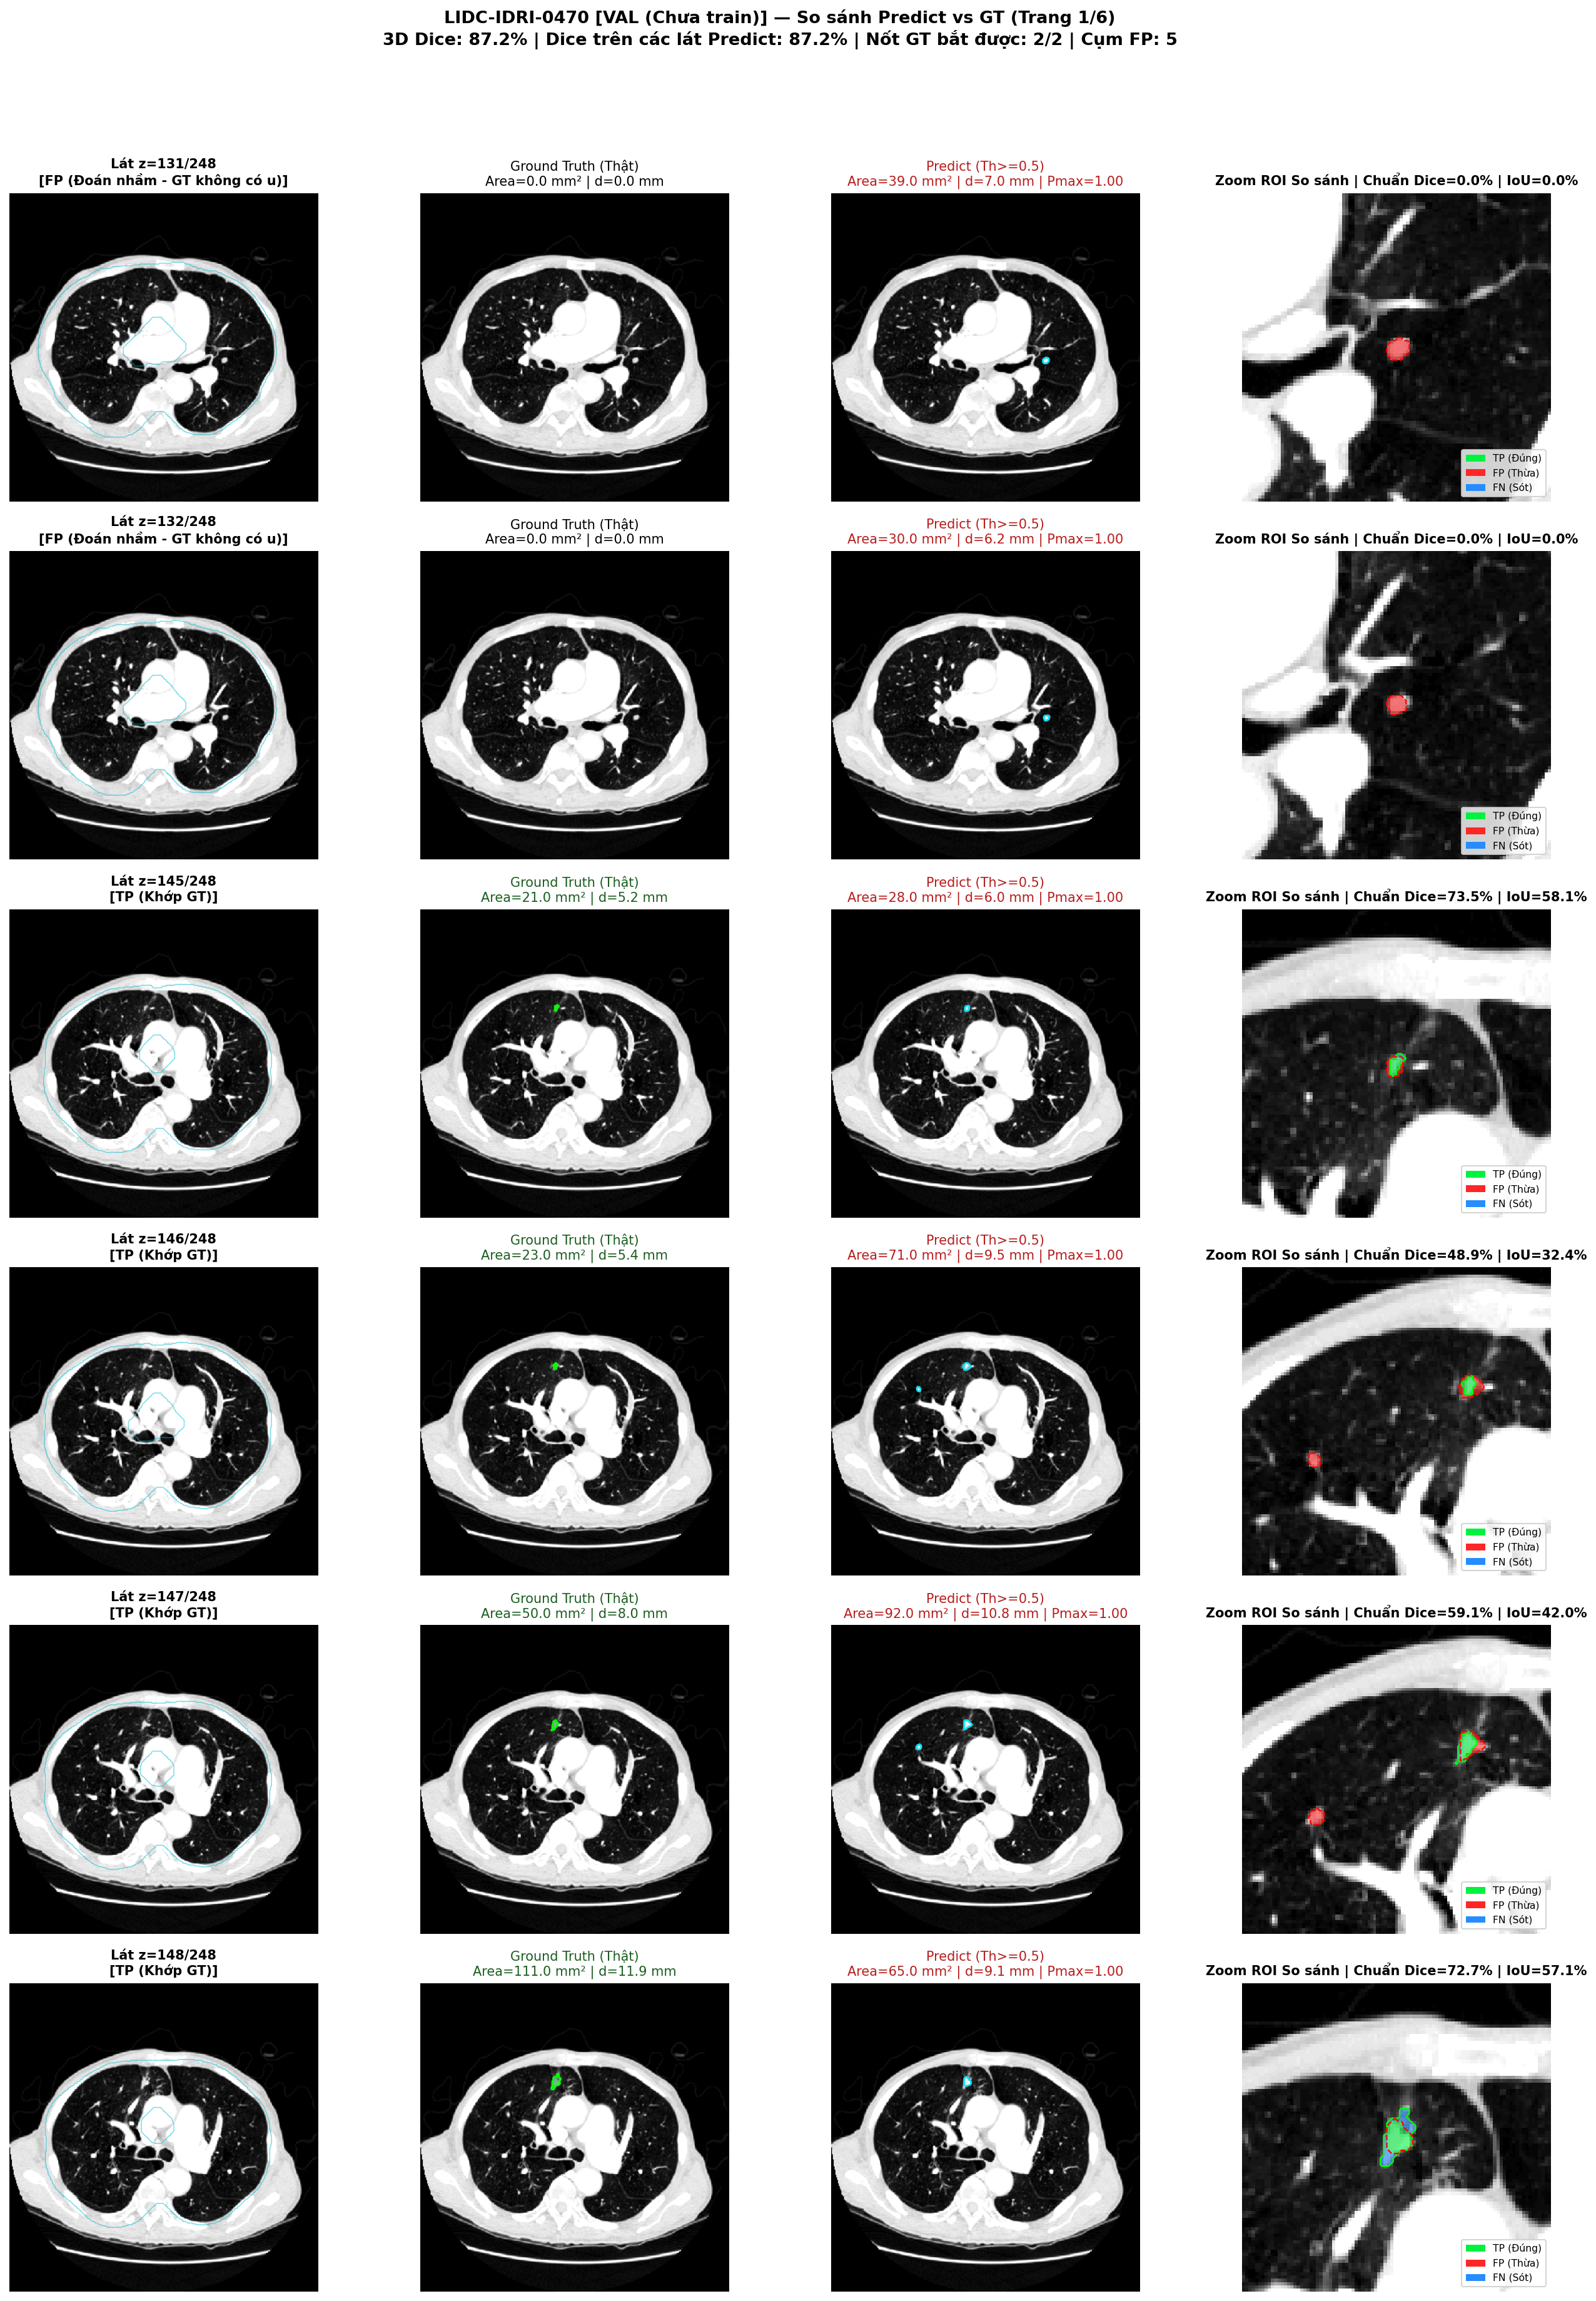 LIDC-IDRI-0470 [VAL (Chưa train)] — So sánh Predict vs GT (Trang 1/6)
3D Dice: 87.2% | Dice trên các lát Predict: 87.2% | Nốt GT bắt được: 2/2 | Cụm FP: 5
Lát z=131/248
[FP (Đoán nhầm - GT không có u)]
Ground Truth (Thật)
Area=0.0 mm² | d=0.0 mm
Predict (Th>=0.5)
Area=39.0 mm² | d=7.0 mm | Pmax=1.00
Zoom ROI So sánh | Chuẩn Dice=0.0% | IoU=0.0%
TP (Đúng)
FP (Thừa)
FN (Sót)
Lát z=132/248
[FP (Đoán nhầm - GT không có u)]
Ground Truth (Thật)
Area=0.0 mm² | d=0.0 mm
Predict (Th>=0.5)
Area=30.0 mm² | d=6.2 mm | Pmax=1.00
Zoom ROI So sánh | Chuẩn Dice=0.0% | IoU=0.0%
TP (Đúng)
FP (Thừa)
FN (Sót)
Lát z=145/248
[TP (Khớp GT)]
Ground Truth (Thật)
Area=21.0 mm² | d=5.2 mm
Predict (Th>=0.5)
Area=28.0 mm² | d=6.0 mm | Pmax=1.00
Zoom ROI So sánh | Chuẩn Dice=73.5% | IoU=58.1%
TP (Đúng)
FP (Thừa)
FN (Sót)
Lát z=146/248
[TP (Khớp GT)]
Ground Truth (Thật)
Area=23.0 mm² | d=5.4 mm
Predict (Th>=0.5)
Area=71.0 mm² | d=9.5 mm | Pmax=1.00
Zoom ROI So sánh | Chuẩn Dice=48.9% | IoU=32.4%
TP (Đúng)
FP (Thừa)
FN (Sót)
Lát z=147/248
[TP (Khớp GT)]
Ground Truth (Thật)
Area=50.0 mm² | d=8.0 mm
Predict (Th>=0.5)
Area=92.0 mm² | d=10.8 mm | Pmax=1.00
Zoom ROI So sánh | Chuẩn Dice=59.1% | IoU=42.0%
TP (Đúng)
FP (Thừa)
FN (Sót)
Lát z=148/248
[TP (Khớp GT)]
Ground Truth (Thật)
Area=111.0 mm² | d=11.9 mm
Predict (Th>=0.5)
Area=65.0 mm² | d=9.1 mm | Pmax=1.00
Zoom ROI So sánh | Chuẩn Dice=72.7% | IoU=57.1%
TP (Đúng)
FP (Thừa)
FN (Sót)